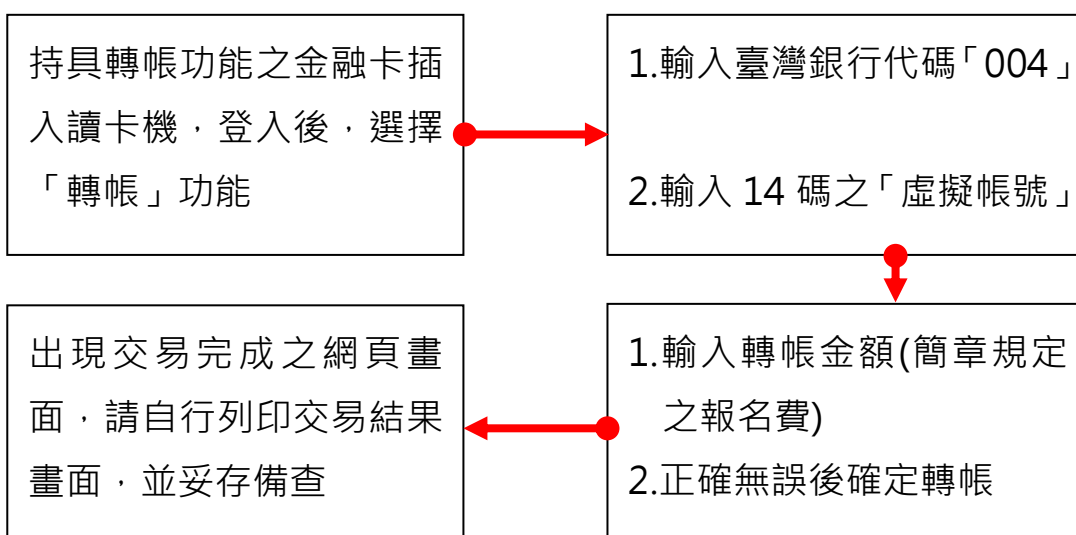 持具轉帳功能之金融卡插
入讀卡機，登入後，選擇
「轉帳」功能
1.輸入臺灣銀行代碼「004」
2.輸入 14 碼之「虛擬帳號」
1.輸入轉帳金額(簡章規定
之報名費)
2.正確無誤後確定轉帳
出現交易完成之網頁畫
面，請自行列印交易結果
畫面，並妥存備查